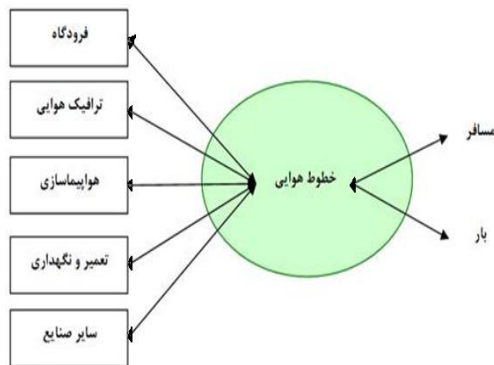 فرودگاه
ترافیک هوایی
هواپیماسازی
تعمیر و نگهداری
سایر صنایع
خطوط هوایی
مسافر
بار